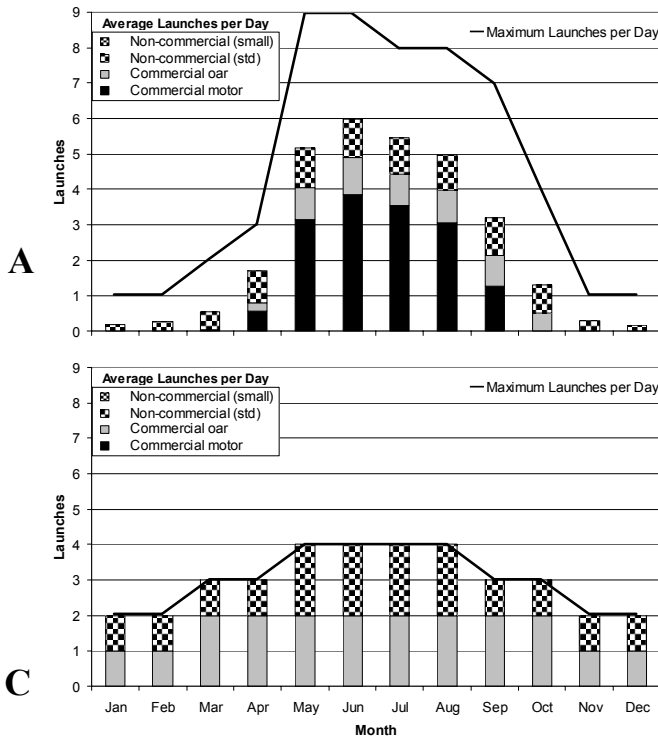 Average Launches per Day
Non-commercial (small)
Non-commercial (std)
Commercial oar
Commercial motor
Maximum Launches per Day
9
8
7
6
5
4
3
2
1
0
Launches
A
Average Launches per Day
Non-commercial (small)
Non-commercial (std)
Commercial oar
Commercial motor
Maximum Launches per Day
9
8
7
6
5
4
3
2
1
0
Launches
C
Jan Feb Mar Apr May Jun Jul Aug Sep Oct Nov Dec
Month